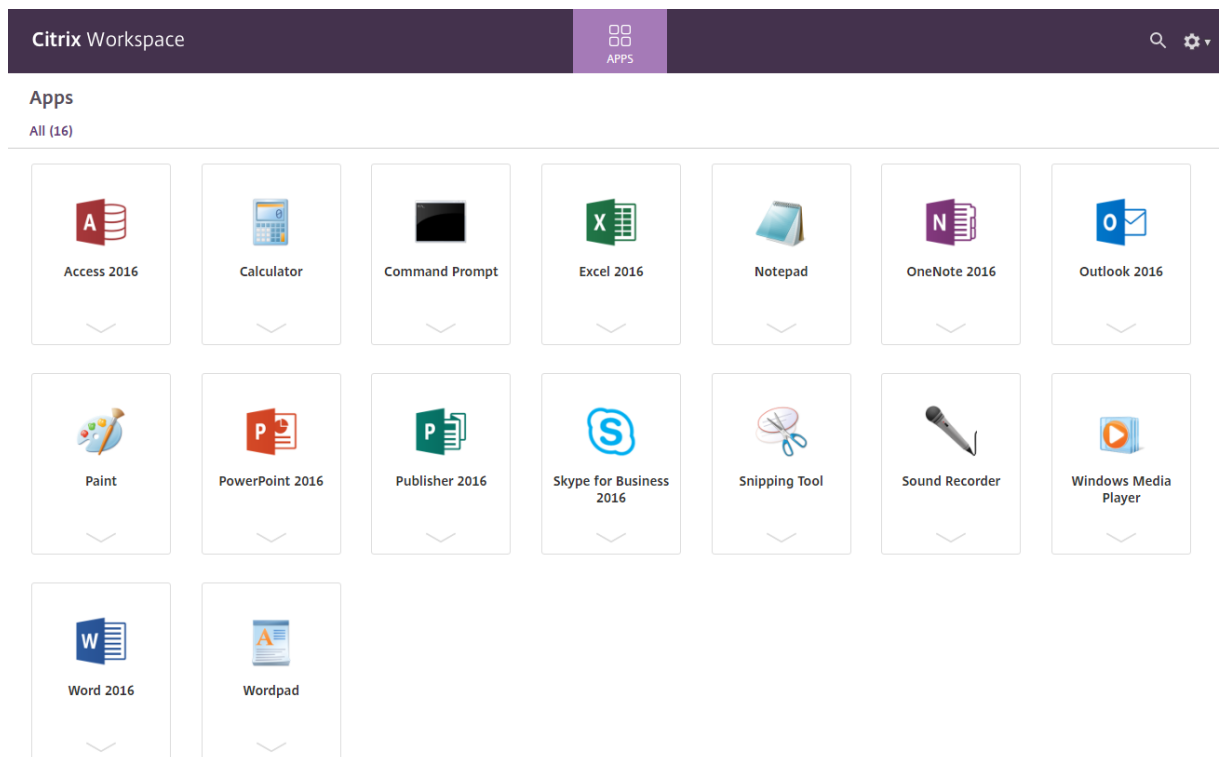 Citrix Workspace
APPS
Apps
All (16)
Access 2016
Calculator
Command Prompt
Excel 2016
Notepad
OneNote 2016
Outlook 2016
Paint
PowerPoint 2016
Publisher 2016
Skype for Business
2016
Snipping Tool
Sound Recorder
Windows Media
Player
Word 2016
Wordpad